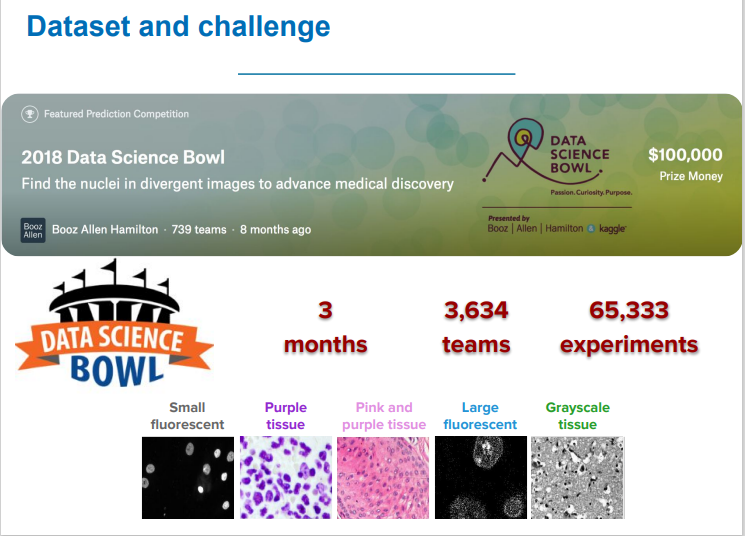 Dataset and challenge
Featured Prediction Competition
2018 Data Science Bowl
Find the nuclei in divergent images to advance medical discovery
Booz
Allen
Booz Allen Hamilton · 739 teams · 8 months ago
DATA
SCIENCE
BOWL
Passion. Curiosity. Purpose.
Presented by
Booz | Allen | Hamilton kaggle
$100,000
Prize Money
DATA SCIENCE
BOWL
3
months
3,634
teams
65,333
experiments
Small
fluorescent
Purple
tissue
Pink and
purple tissue
Large
fluorescent
Grayscale
tissue